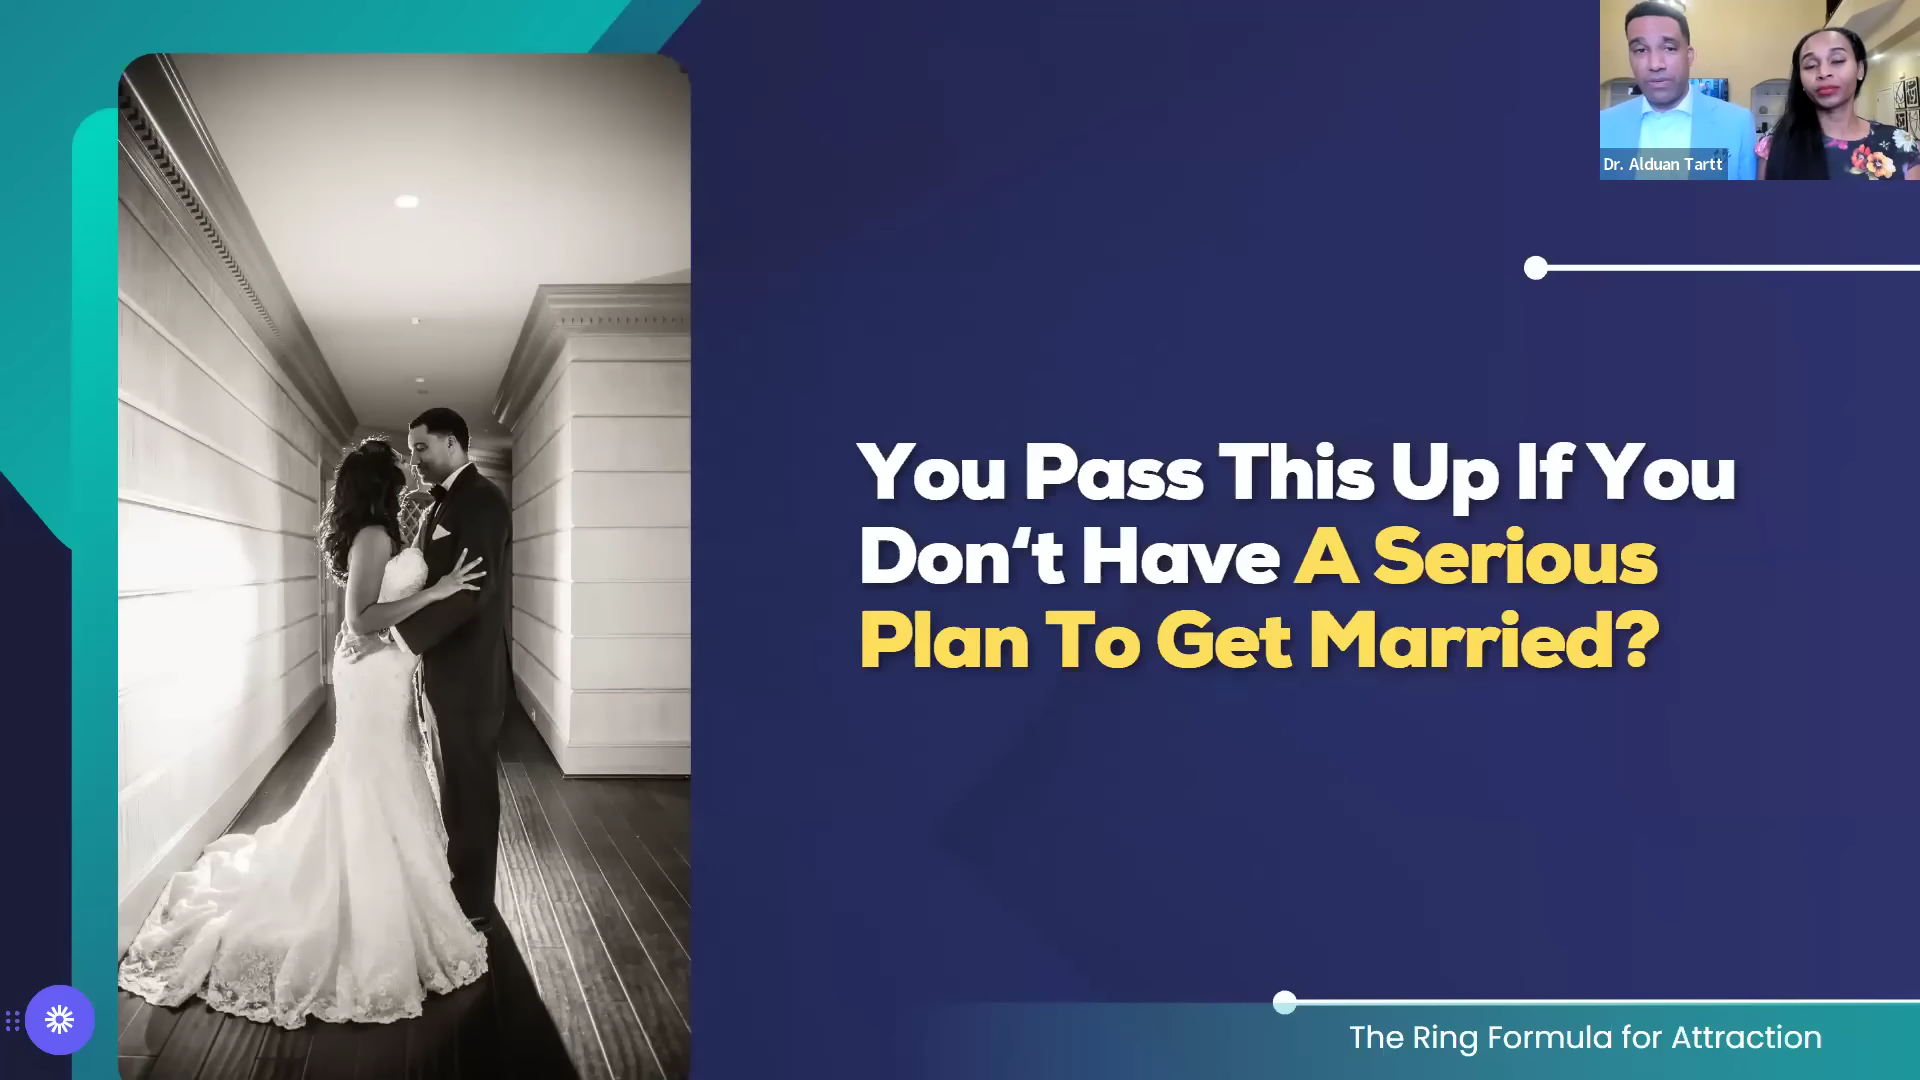 Dr. Alduan Tartt
You Pass This Up If You
Don‘t Have A Serious
Plan To Get Married?
The Ring Formula for Attraction